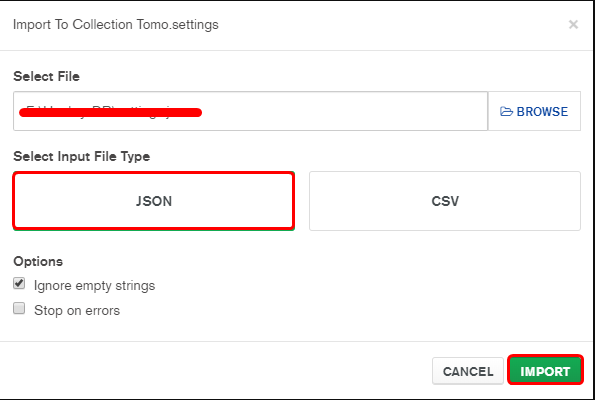 Import To Collection Tomo.settings
×
Select File
BROWSE
Select Input File Type
JSON
CSV
Options
Ignore empty strings
Stop on errors
CANCEL
IMPORT